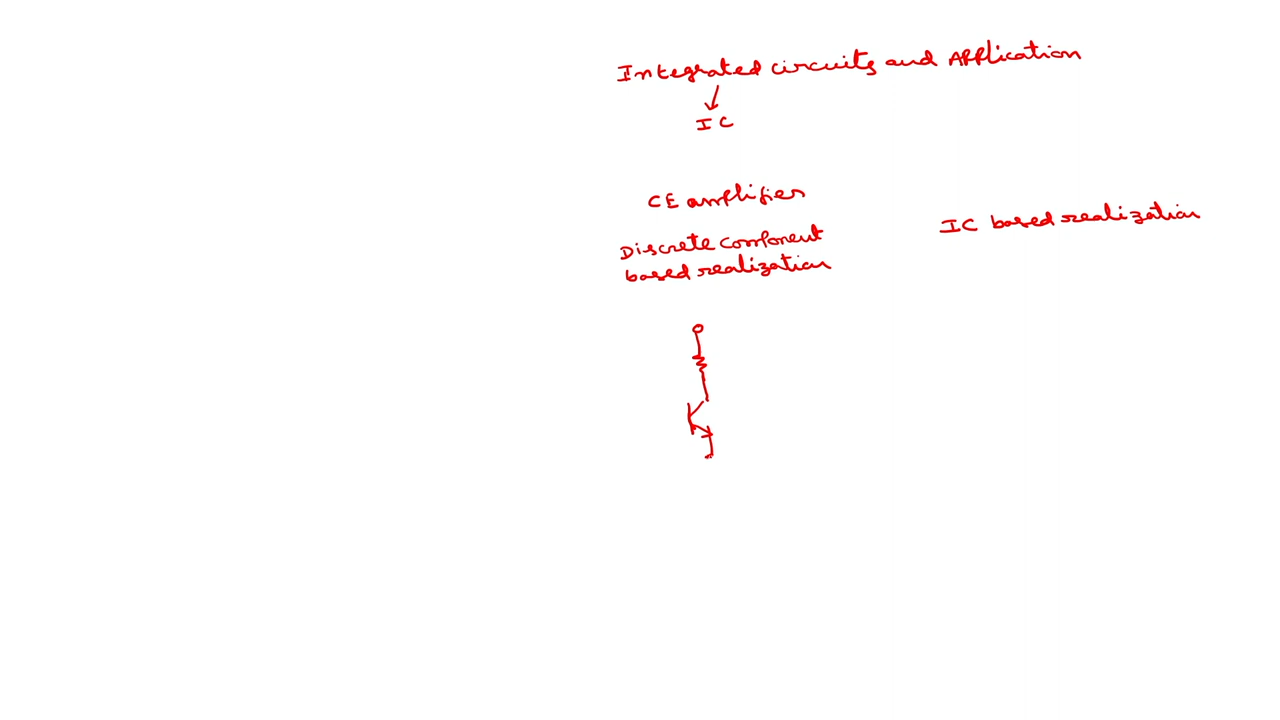 Integrated circuits and Application
IC
CE amplifier
Discrete component
based realization
IC based realization